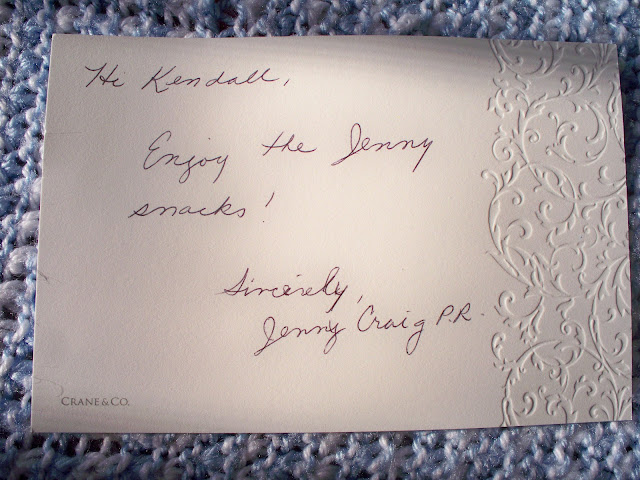 Hi Kendall,
Enjoy the Jenny
snacks!
Sincerely,
Jenny Craig P.R.
CRANE & CO.